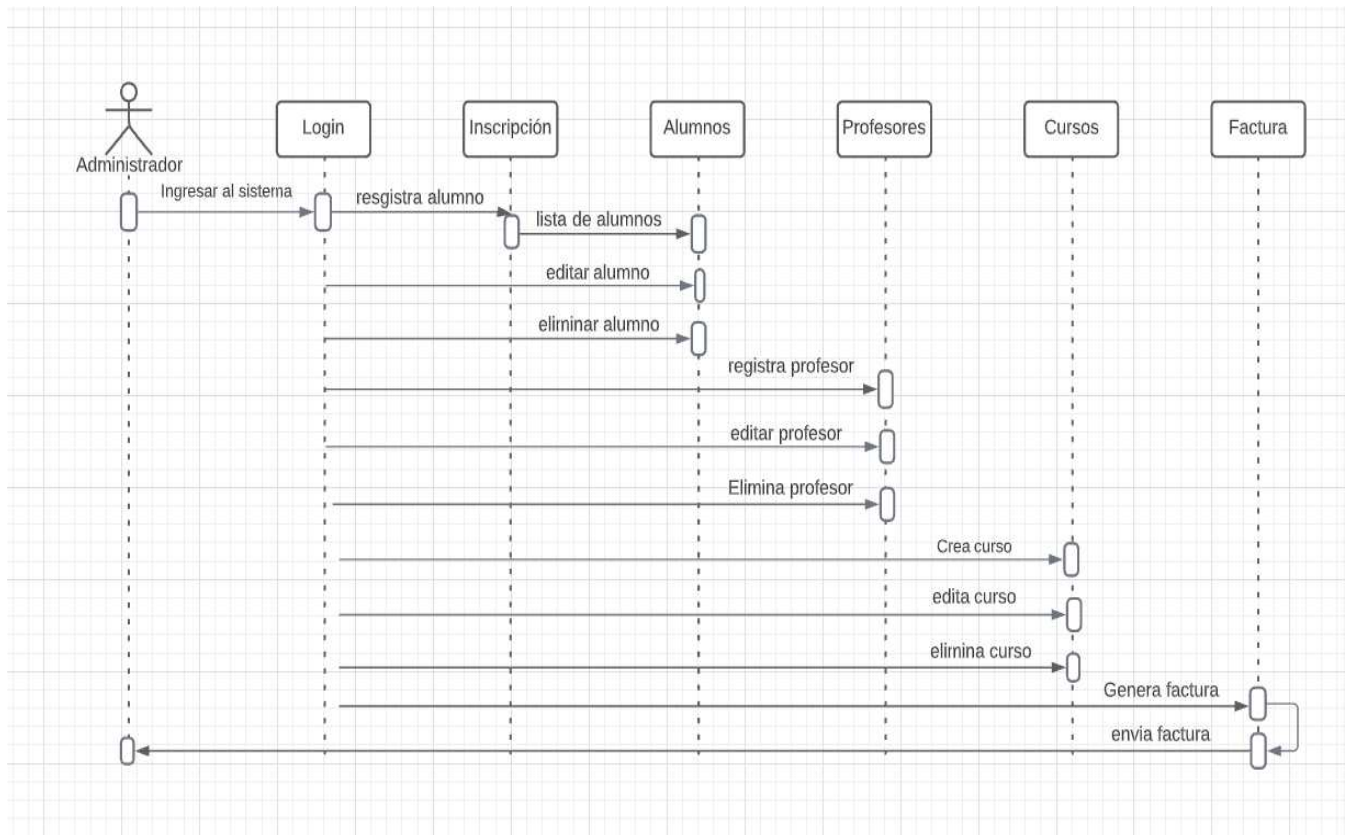 Login
Inscripción
Alumnos
Profesores
Cursos
Factura
Administrador
Ingresar al sistema
resgistra alumno
lista de alumnos
editar alumno
eliminar alumno
registra profesor
editar profesor
Elimina profesor
Crea curso
edita curso
elimina curso
Genera factura
envia factura